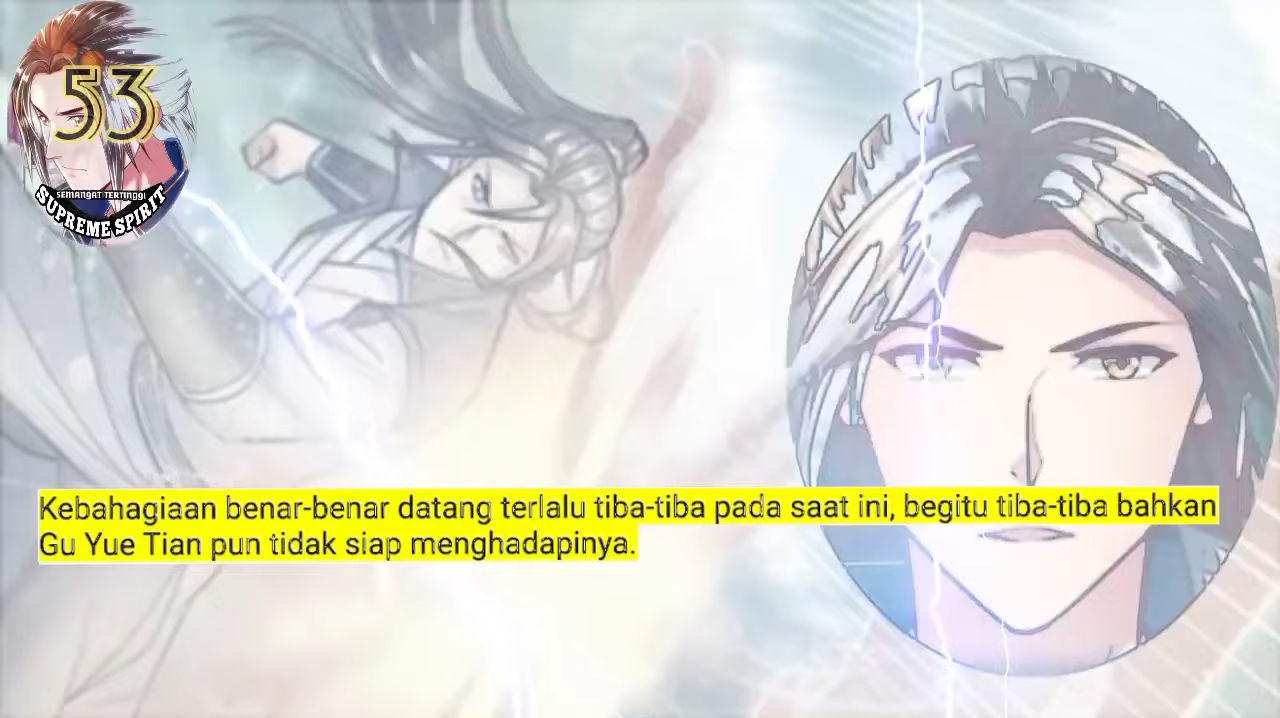 53
SEMANGAT TERTINGGI
SUPREME SPIRIT
Kebahagiaan benar-benar datang terlalu tiba-tiba pada saat ini, begitu tiba-tiba bahkan
Gu Yue Tian pun tidak siap menghadapinya.